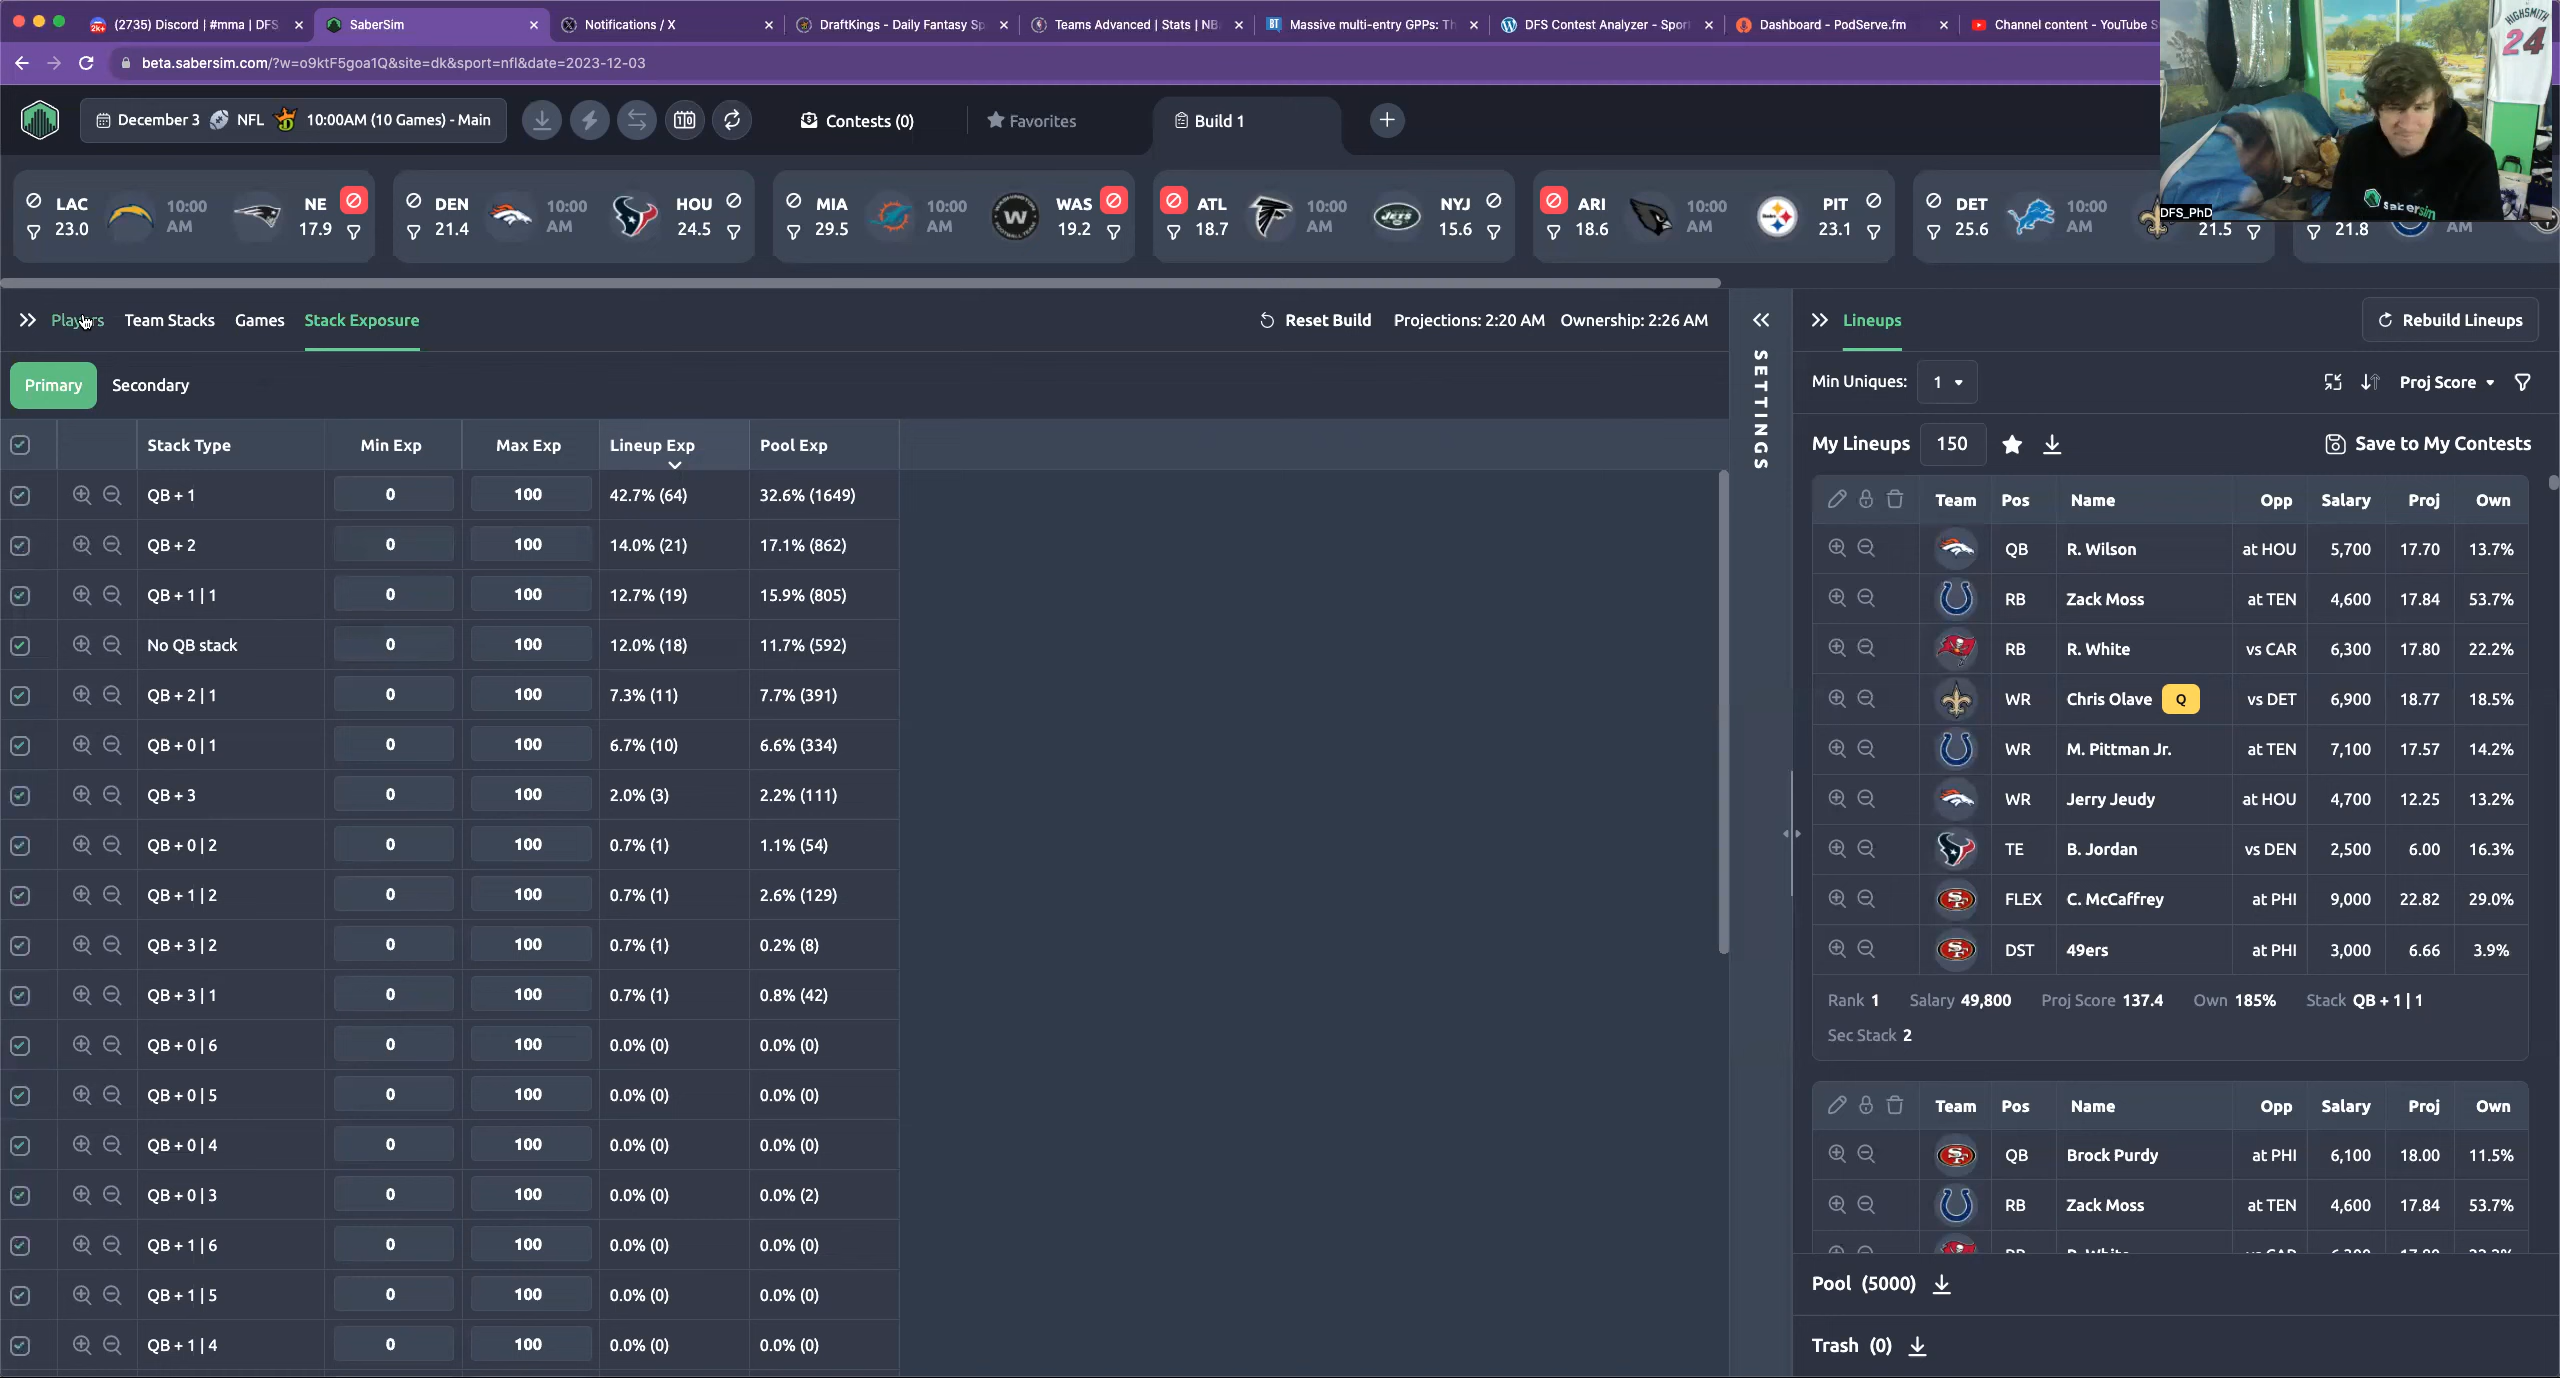 (2735) Discord | #mma | DFS
SaberSim
Notifications / X
DraftKings - Daily Fantasy Sp
Teams Advanced | Stats | NB
Massive multi-entry GPPs: Th
DFS Contest Analyzer - Spor
Dashboard - PodServe.fm
Channel content - YouTube S
beta.sabersim.com/?w=o9ktF5goa1Q&site=dk&sport=nfl&date=2023-12-03
HIGHSMITH
24
sabersim
DFS_PhD
December 3 NFL 10:00AM (10 Games) - Main
Contests (0)
Favorites
Build 1
LAC 23.0 10:00 AM NE 17.9
DEN 21.4 10:00 AM HOU 24.5
MIA 29.5 10:00 AM WAS 19.2
ATL 18.7 10:00 AM NYJ 15.6
ARI 18.6 10:00 AM PIT 23.1
DET 25.6 10:00 AM 21.5
21.8 AM
Players Team Stacks Games Stack Exposure
Reset Build Projections: 2:20 AM Ownership: 2:26 AM
Primary Secondary
Stack Type Min Exp Max Exp Lineup Exp Pool Exp
QB + 1 0 100 42.7% (64) 32.6% (1649)
QB + 2 0 100 14.0% (21) 17.1% (862)
QB + 1 | 1 0 100 12.7% (19) 15.9% (805)
No QB stack 0 100 12.0% (18) 11.7% (592)
QB + 2 | 1 0 100 7.3% (11) 7.7% (391)
QB + 0 | 1 0 100 6.7% (10) 6.6% (334)
QB + 3 0 100 2.0% (3) 2.2% (111)
QB + 0 | 2 0 100 0.7% (1) 1.1% (54)
QB + 1 | 2 0 100 0.7% (1) 2.6% (129)
QB + 3 | 2 0 100 0.7% (1) 0.2% (8)
QB + 3 | 1 0 100 0.7% (1) 0.8% (42)
QB + 0 | 6 0 100 0.0% (0) 0.0% (0)
QB + 0 | 5 0 100 0.0% (0) 0.0% (0)
QB + 0 | 4 0 100 0.0% (0) 0.0% (0)
QB + 0 | 3 0 100 0.0% (0) 0.0% (2)
QB + 1 | 6 0 100 0.0% (0) 0.0% (0)
QB + 1 | 5 0 100 0.0% (0) 0.0% (0)
QB + 1 | 4 0 100 0.0% (0) 0.0% (0)
SETTINGS
Lineups
Rebuild Lineups
Min Uniques: 1
Proj Score
My Lineups 150
Save to My Contests
Team Pos Name Opp Salary Proj Own
QB R. Wilson at HOU 5,700 17.70 13.7%
RB Zack Moss at TEN 4,600 17.84 53.7%
RB R. White vs CAR 6,300 17.80 22.2%
WR Chris Olave Q vs DET 6,900 18.77 18.5%
WR M. Pittman Jr. at TEN 7,100 17.57 14.2%
WR Jerry Jeudy at HOU 4,700 12.25 13.2%
TE B. Jordan vs DEN 2,500 6.00 16.3%
FLEX C. McCaffrey at PHI 9,000 22.82 29.0%
DST 49ers at PHI 3,000 6.66 3.9%
Rank 1 Salary 49,800 Proj Score 137.4 Own 185% Stack QB + 1 | 1
Sec Stack 2
Team Pos Name Opp Salary Proj Own
QB Brock Purdy at PHI 6,100 18.00 11.5%
RB Zack Moss at TEN 4,600 17.84 53.7%
RB R. White vs CAR 6,300 17.80 22.2%
Pool (5000)
Trash (0)